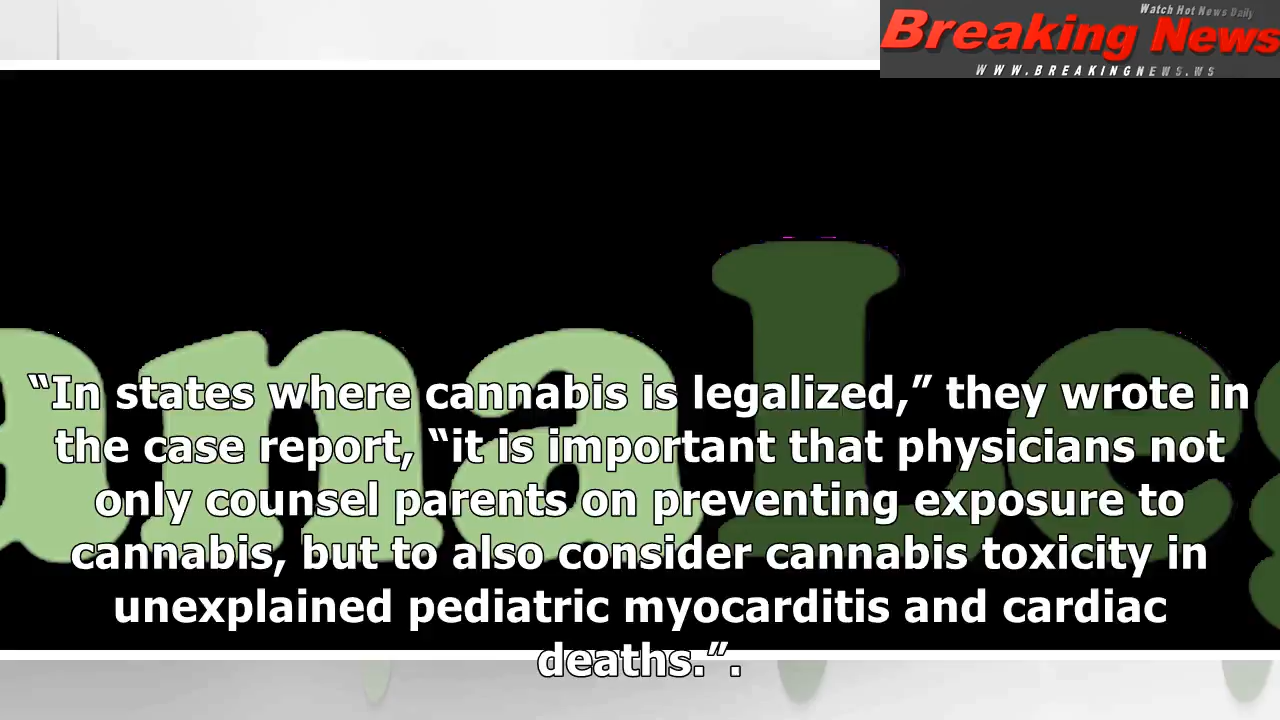 Watch Hot News Daily
Breaking News
WWW.BREAKINGNEWS.WS
anaLeg
“In states where cannabis is legalized,” they wrote in
the case report, “it is important that physicians not
only counsel parents on preventing exposure to
cannabis, but to also consider cannabis toxicity in
unexplained pediatric myocarditis and cardiac
deaths.”.